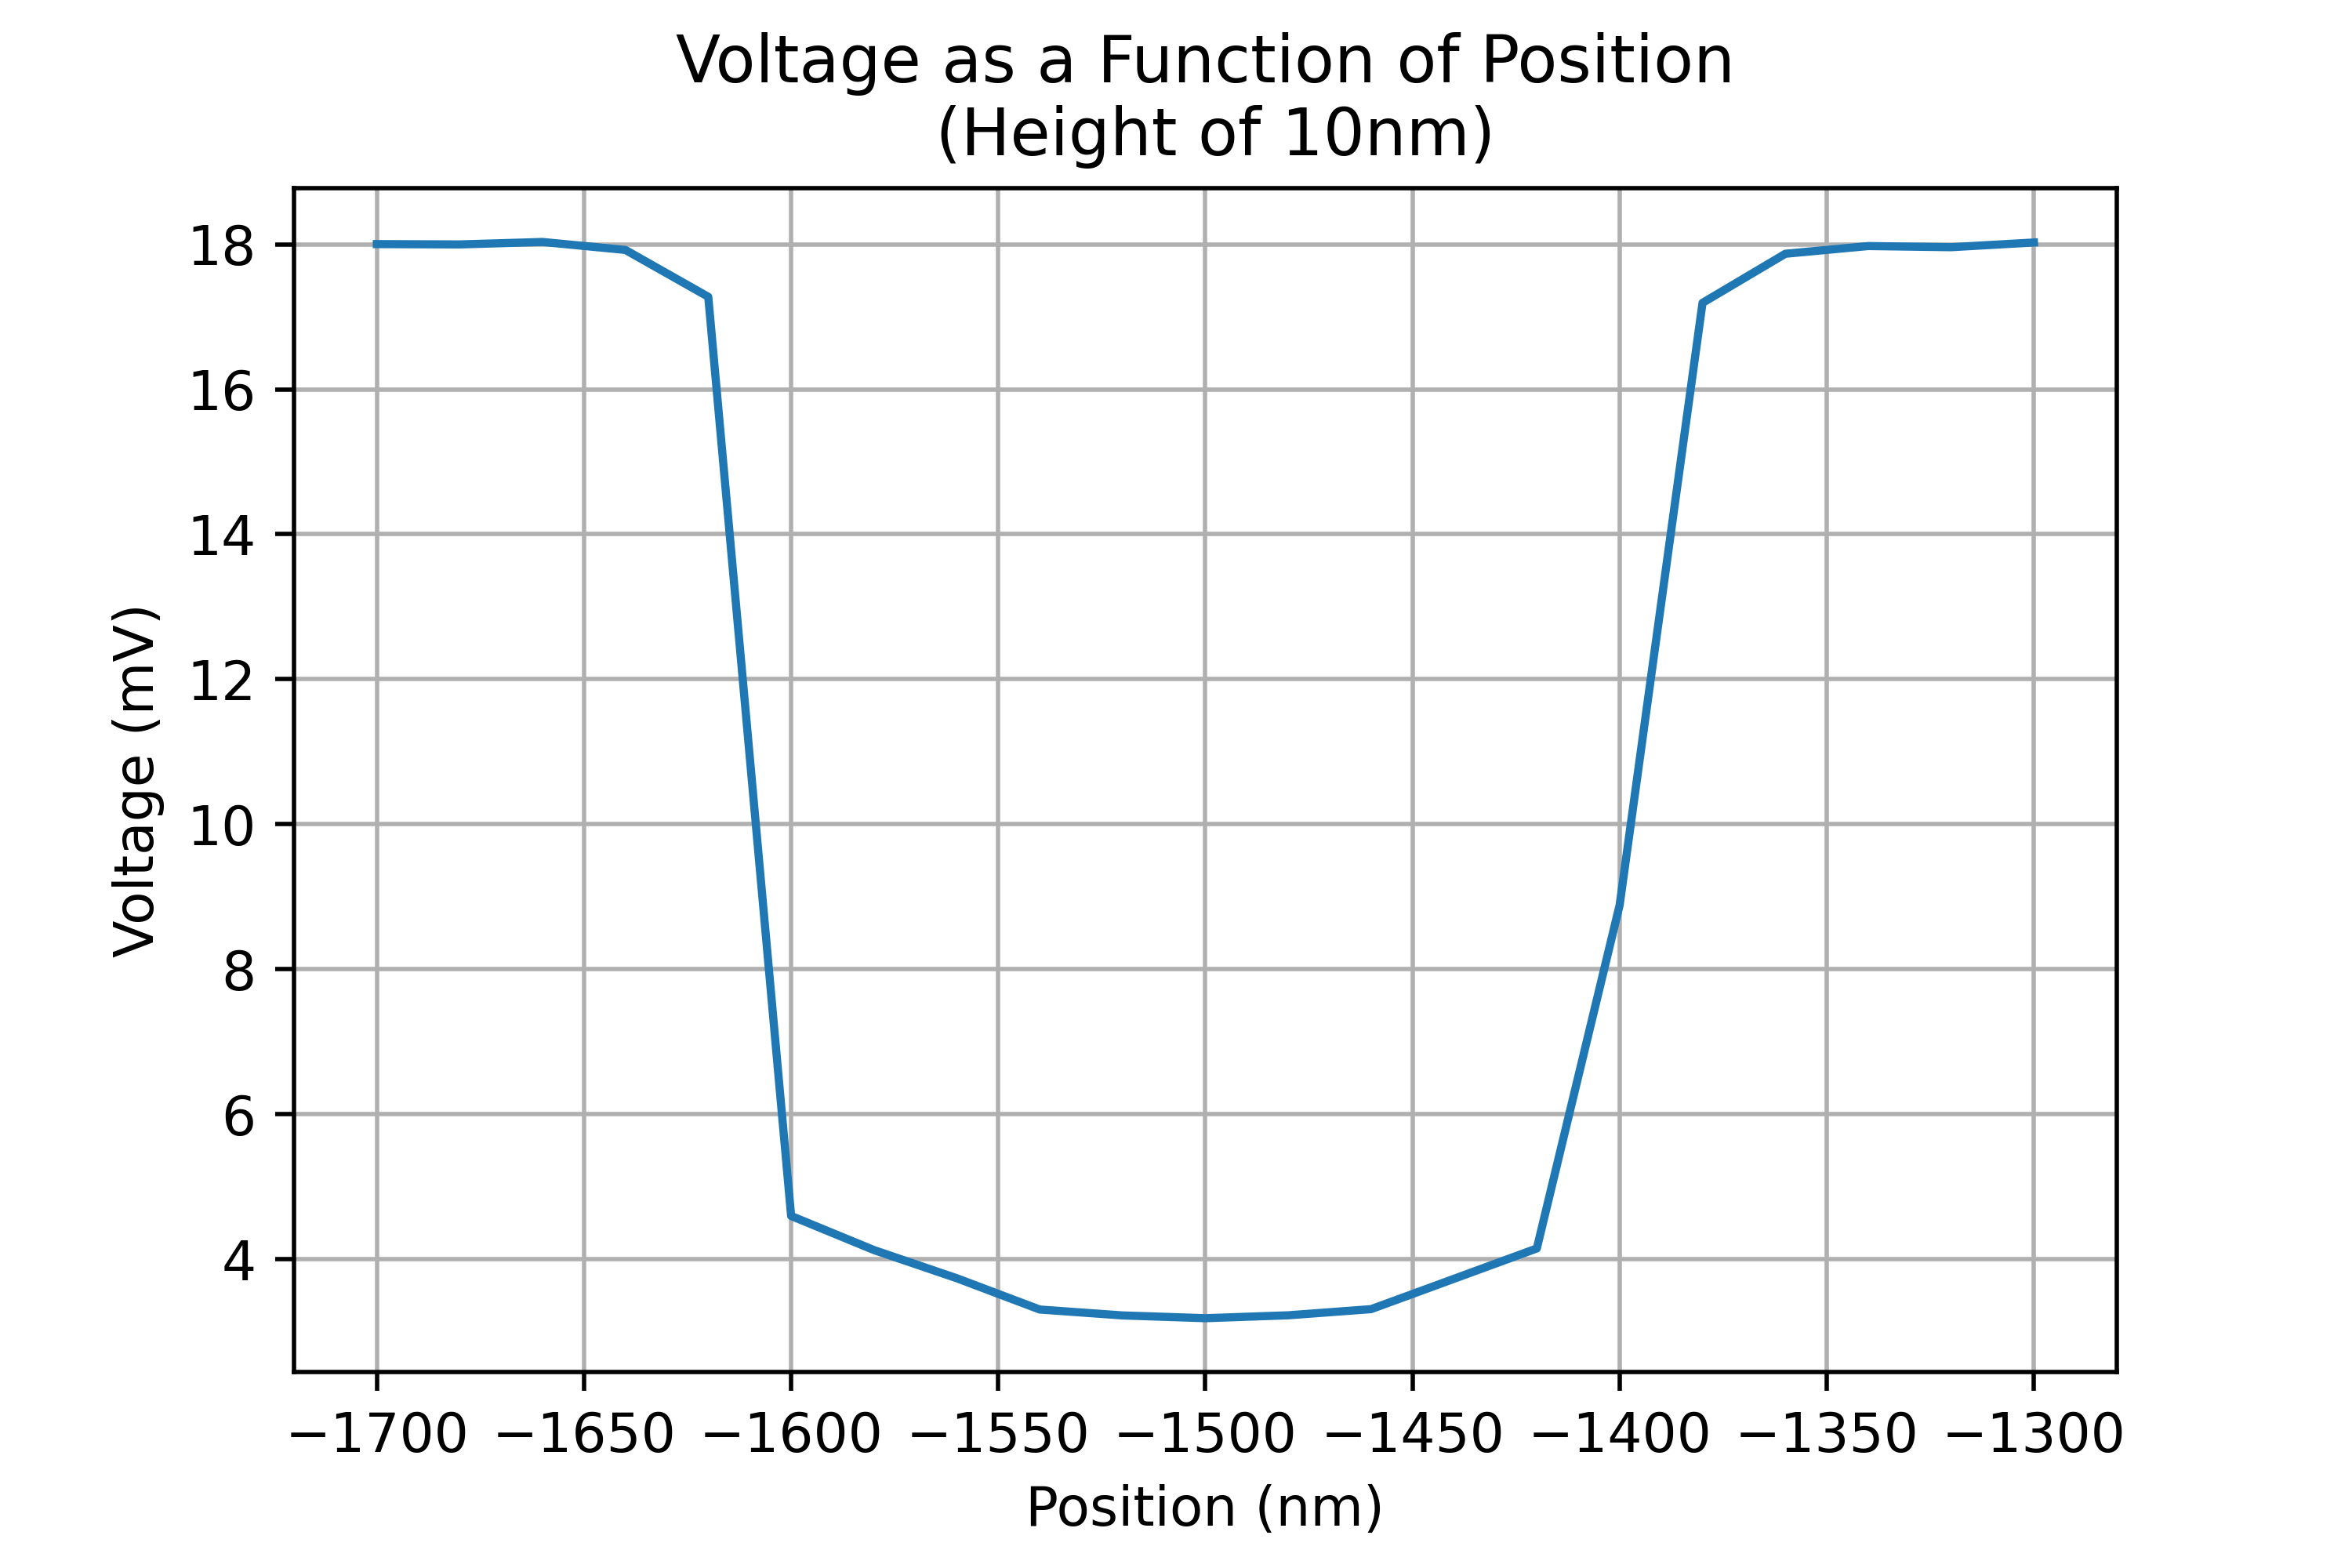 Voltage as a Function of Position
(Height of 10nm)
18
16
14
12
10
8
6
4
Voltage (mV)
−1700 −1650 −1600 −1550 −1500 −1450 −1400 −1350 −1300
Position (nm)